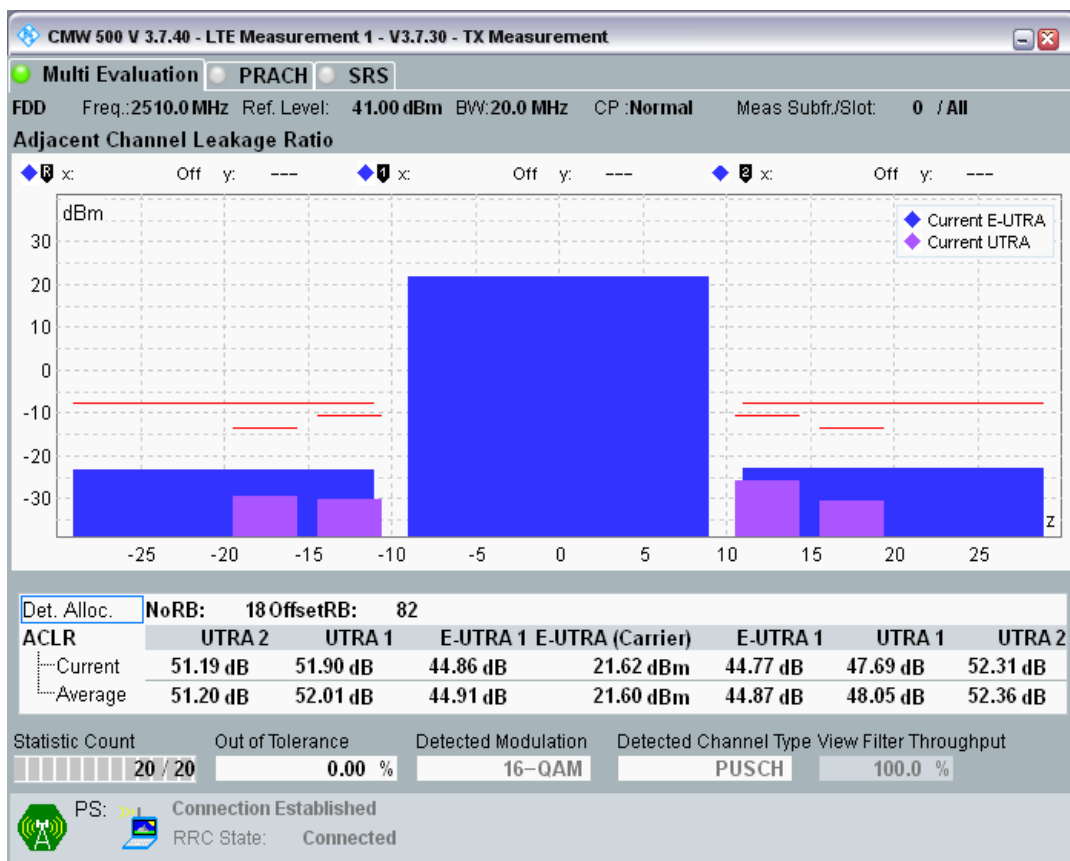 CMW 500 V 3.7.40 - LTE Measurement 1 - V3.7.30 - TX Measurement
Multi Evaluation PRACH SRS
FDD Freq.:2510.0 MHz Ref. Level: 41.00 dBm BW:20.0 MHz CP :Normal Meas Subfr./Slot: 0 / All
Adjacent Channel Leakage Ratio
R x: Off y: --- 1 x: Off y: --- 2 x: Off y: ---
dBm
Current E-UTRA
Current UTRA
30
20
10
0
-10
-20
-30
z
-25 -20 -15 -10 -5 0 5 10 15 20 25
Det. Alloc. NoRB: 18 OffsetRB: 82
ACLR UTRA 2 UTRA 1 E-UTRA 1 E-UTRA (Carrier) E-UTRA 1 UTRA 1 UTRA 2
Current 51.19 dB 51.90 dB 44.86 dB 21.62 dBm 44.77 dB 47.69 dB 52.31 dB
Average 51.20 dB 52.01 dB 44.91 dB 21.60 dBm 44.87 dB 48.05 dB 52.36 dB
Statistic Count Out of Tolerance Detected Modulation Detected Channel Type View Filter Throughput
20 / 20 0.00 % 16-QAM PUSCH 100.0 %
PS: Connection Established
RRC State: Connected